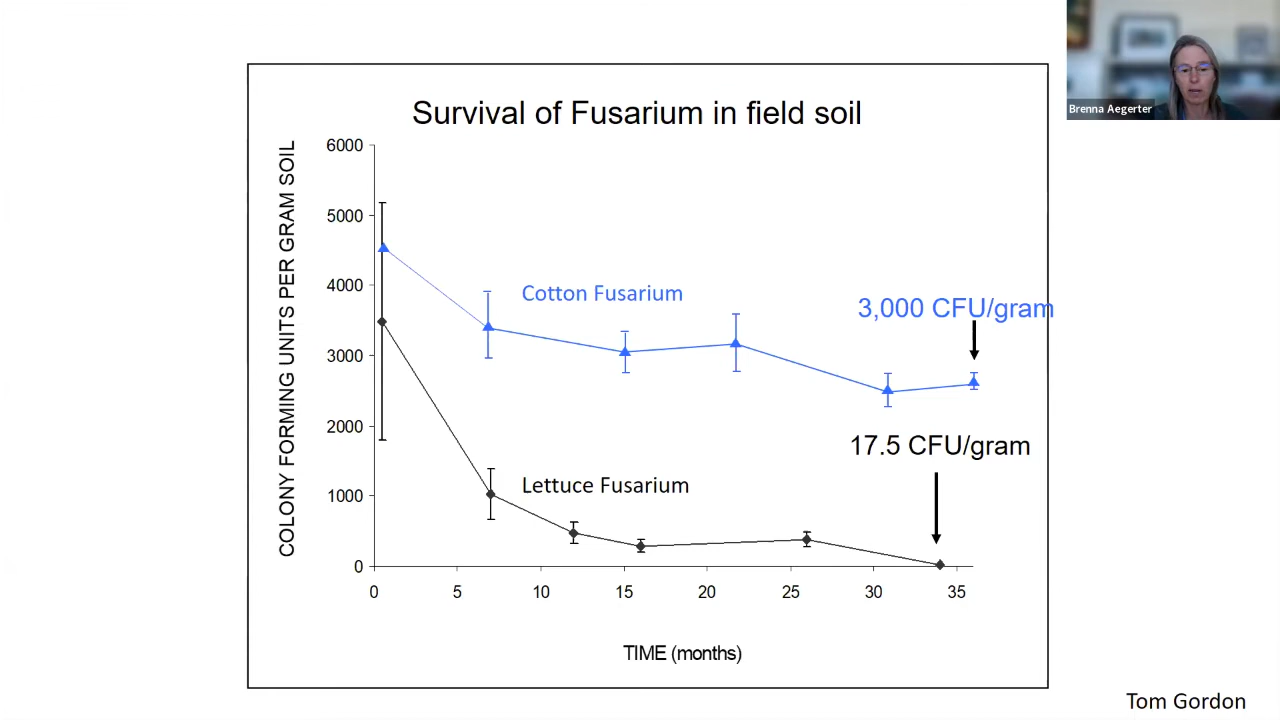 Brenna Aegerter
Survival of Fusarium in field soil
COLONY FORMING UNITS PER GRAM SOIL
6000
5000
4000
3000
2000
1000
0
Cotton Fusarium
3,000 CFU/gram
17.5 CFU/gram
Lettuce Fusarium
0 5 10 15 20 25 30 35
TIME (months)
Tom Gordon